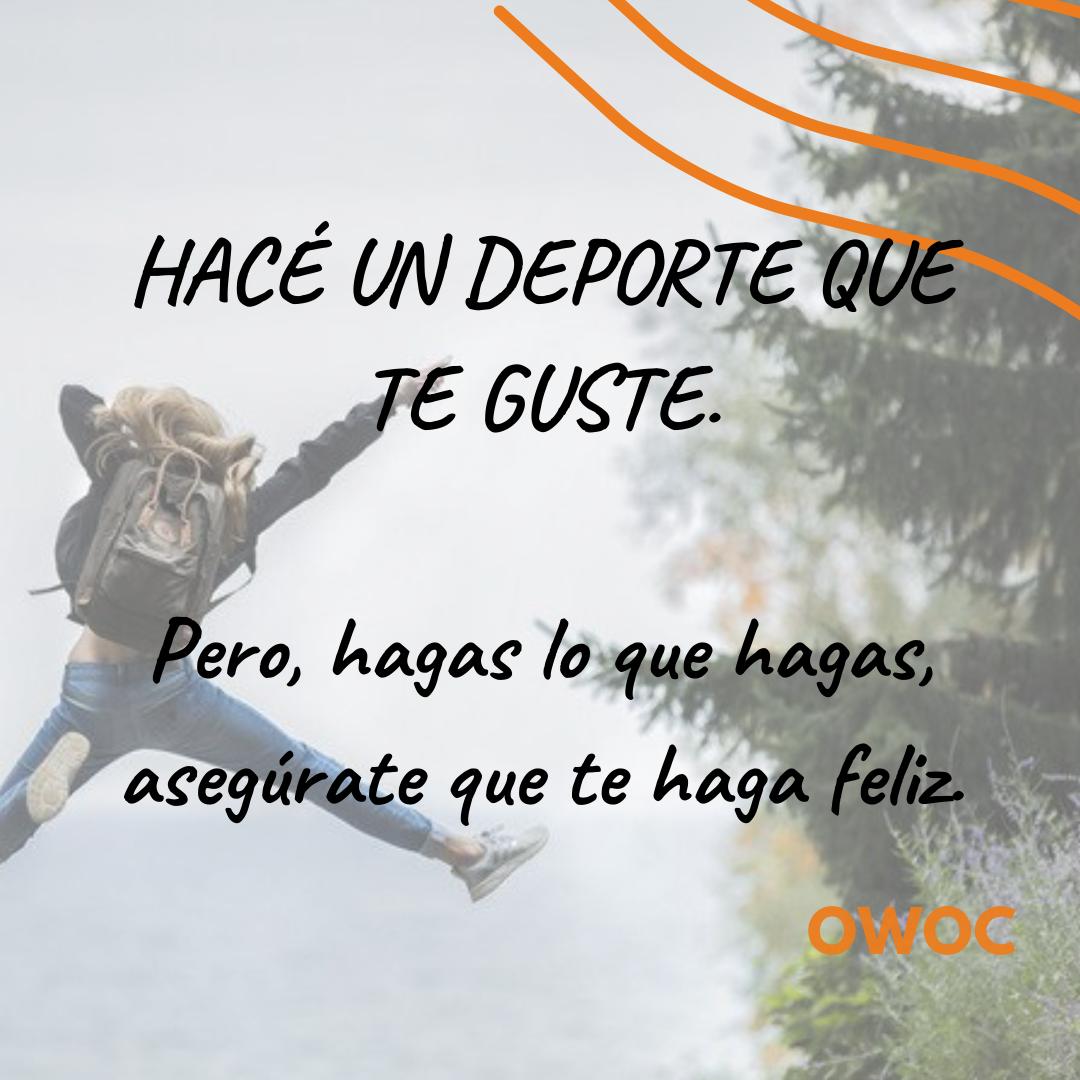 HACÉ UN DEPORTE QUE
TE GUSTE.
Pero, hagas lo que hagas,
asegúrate que te haga feliz.
OWOC